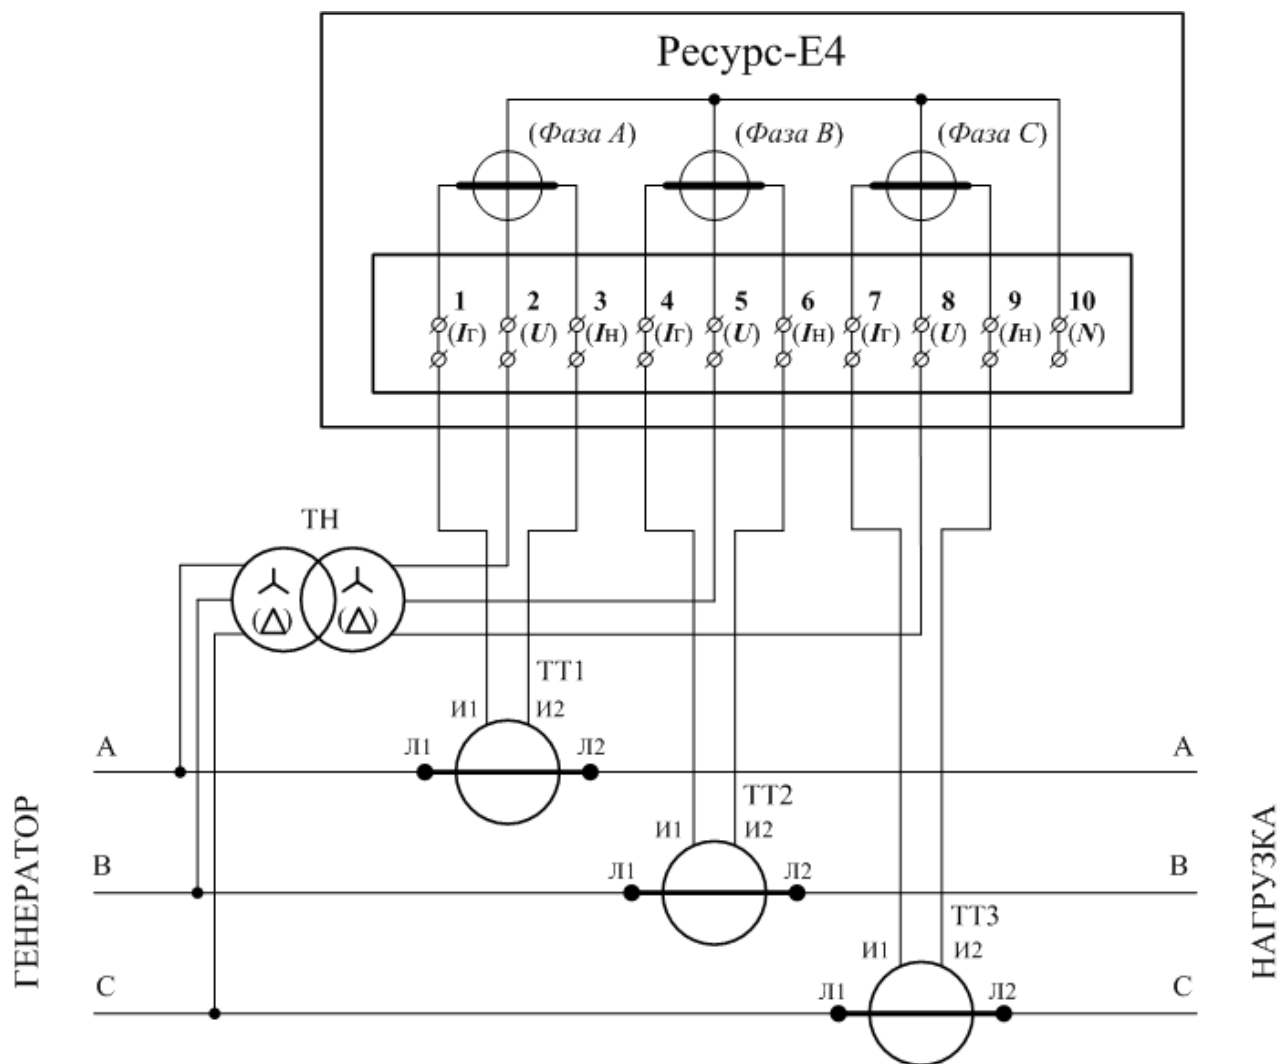 Ресурс-Е4
(Фаза А) (Фаза В) (Фаза С)
1 2 3 4 5 6 7 8 9 10
(Iг) (U) (Iн) (Iг) (U) (Iн) (Iг) (U) (Iн) (N)
ТН
(△) (△)
ТТ1
И1 И2
А Л1 Л2 А
ТТ2
И1 И2
В Л1 Л2 В
ТТ3
И1 И2
С Л1 Л2 С
ГЕНЕРАТОР
НАГРУЗКА